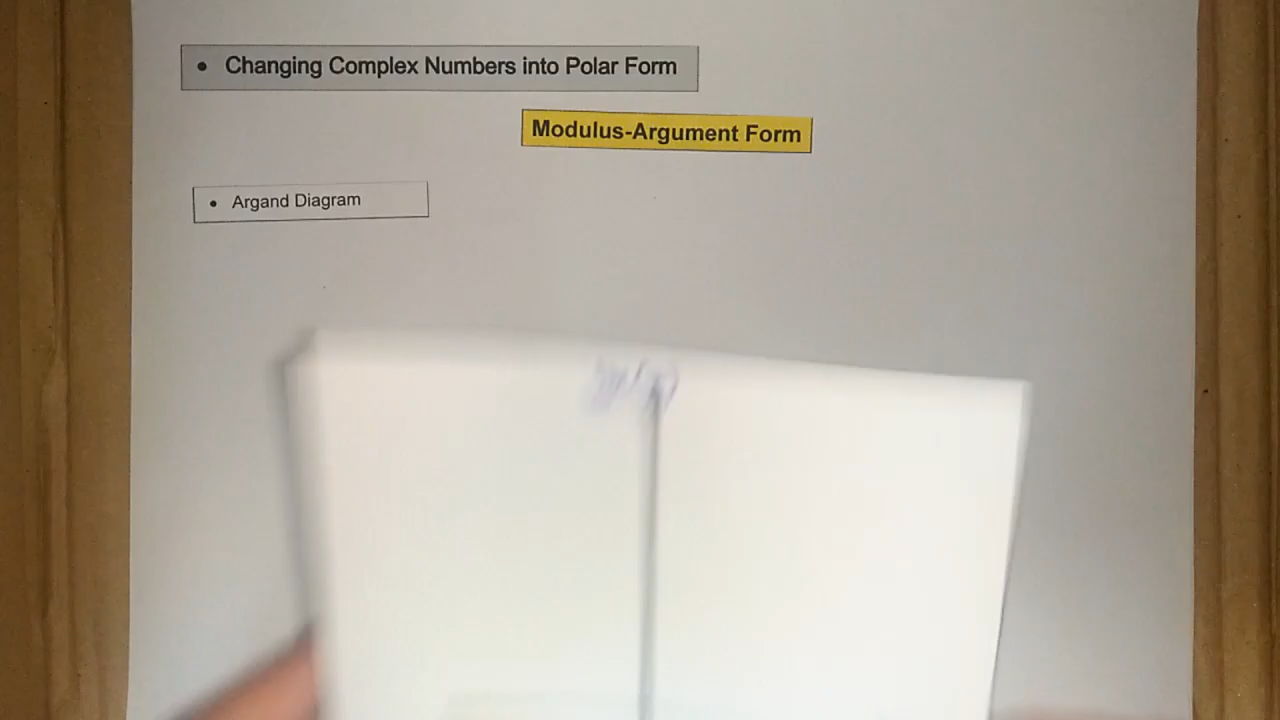 • Changing Complex Numbers into Polar Form
Modulus-Argument Form
• Argand Diagram